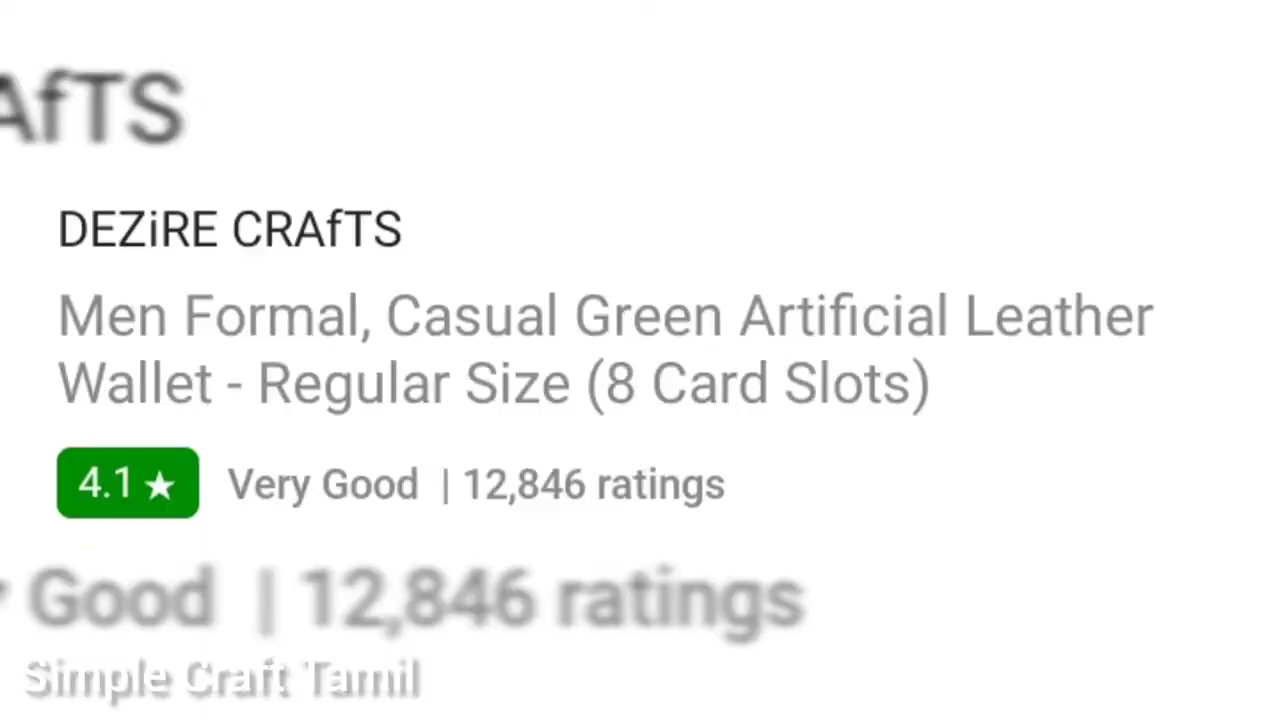 AfTS
DEZiRE CRAfTS
Men Formal, Casual Green Artificial Leather
Wallet - Regular Size (8 Card Slots)
4.1★ Very Good | 12,846 ratings
Good | 12,846 ratings
Simple Craft Tamil